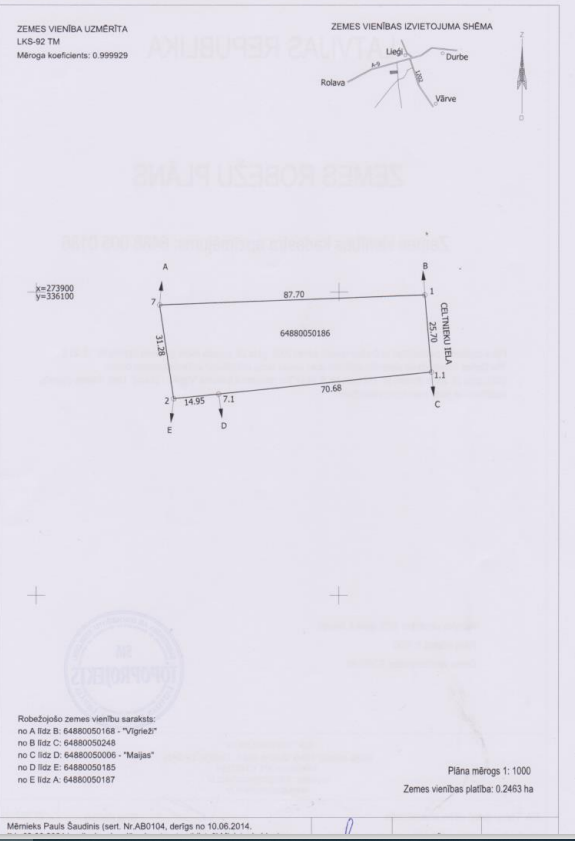 ZEMES VIENĪBA UZMĒRĪTA
LKS-92 TM
Mēroga koeficients: 0.999929
ZEMES VIENĪBAS IZVIETOJUMA SHĒMA
Lieģi
Durbe
A-9
1202
Rolava
Vārve
Z
D
x=273900
y=336100
A
B
7
87.70
1
64880050186
31.28
25.70
CELTNIEKU IELA
1.1
2
14.95
7.1
70.68
E
D
C
Robežojošo zemes vienību saraksts:
no A līdz B: 64880050168 - "Vīgrieži"
no B līdz C: 64880050248
no C līdz D: 64880050006 - "Maijas"
no D līdz E: 64880050185
no E līdz A: 64880050187
Plāna mērogs 1: 1000
Zemes vienības platība: 0.2463 ha
Mērnieks Pauls Šaudinis (sert. Nr.AB0104, derīgs no 10.06.2014.